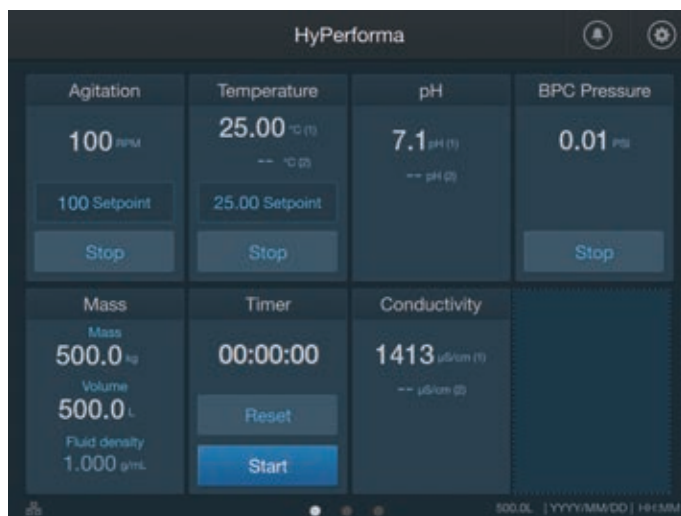 HyPerforma
Agitation
100 RPM
100 Setpoint
Stop
Temperature
25.00 °C (1)
-- °C (2)
25.00 Setpoint
Stop
pH
7.1 pH (1)
-- pH (2)
BPC Pressure
0.01 PSI
Stop
Mass
Mass
500.0 kg
Volume
500.0 L
Fluid density
1.000 g/mL
Timer
00:00:00
Reset
Start
Conductivity
1413 µS/cm (1)
-- µS/cm (2)
500.0L | YYYY/MM/DD | HH:MM